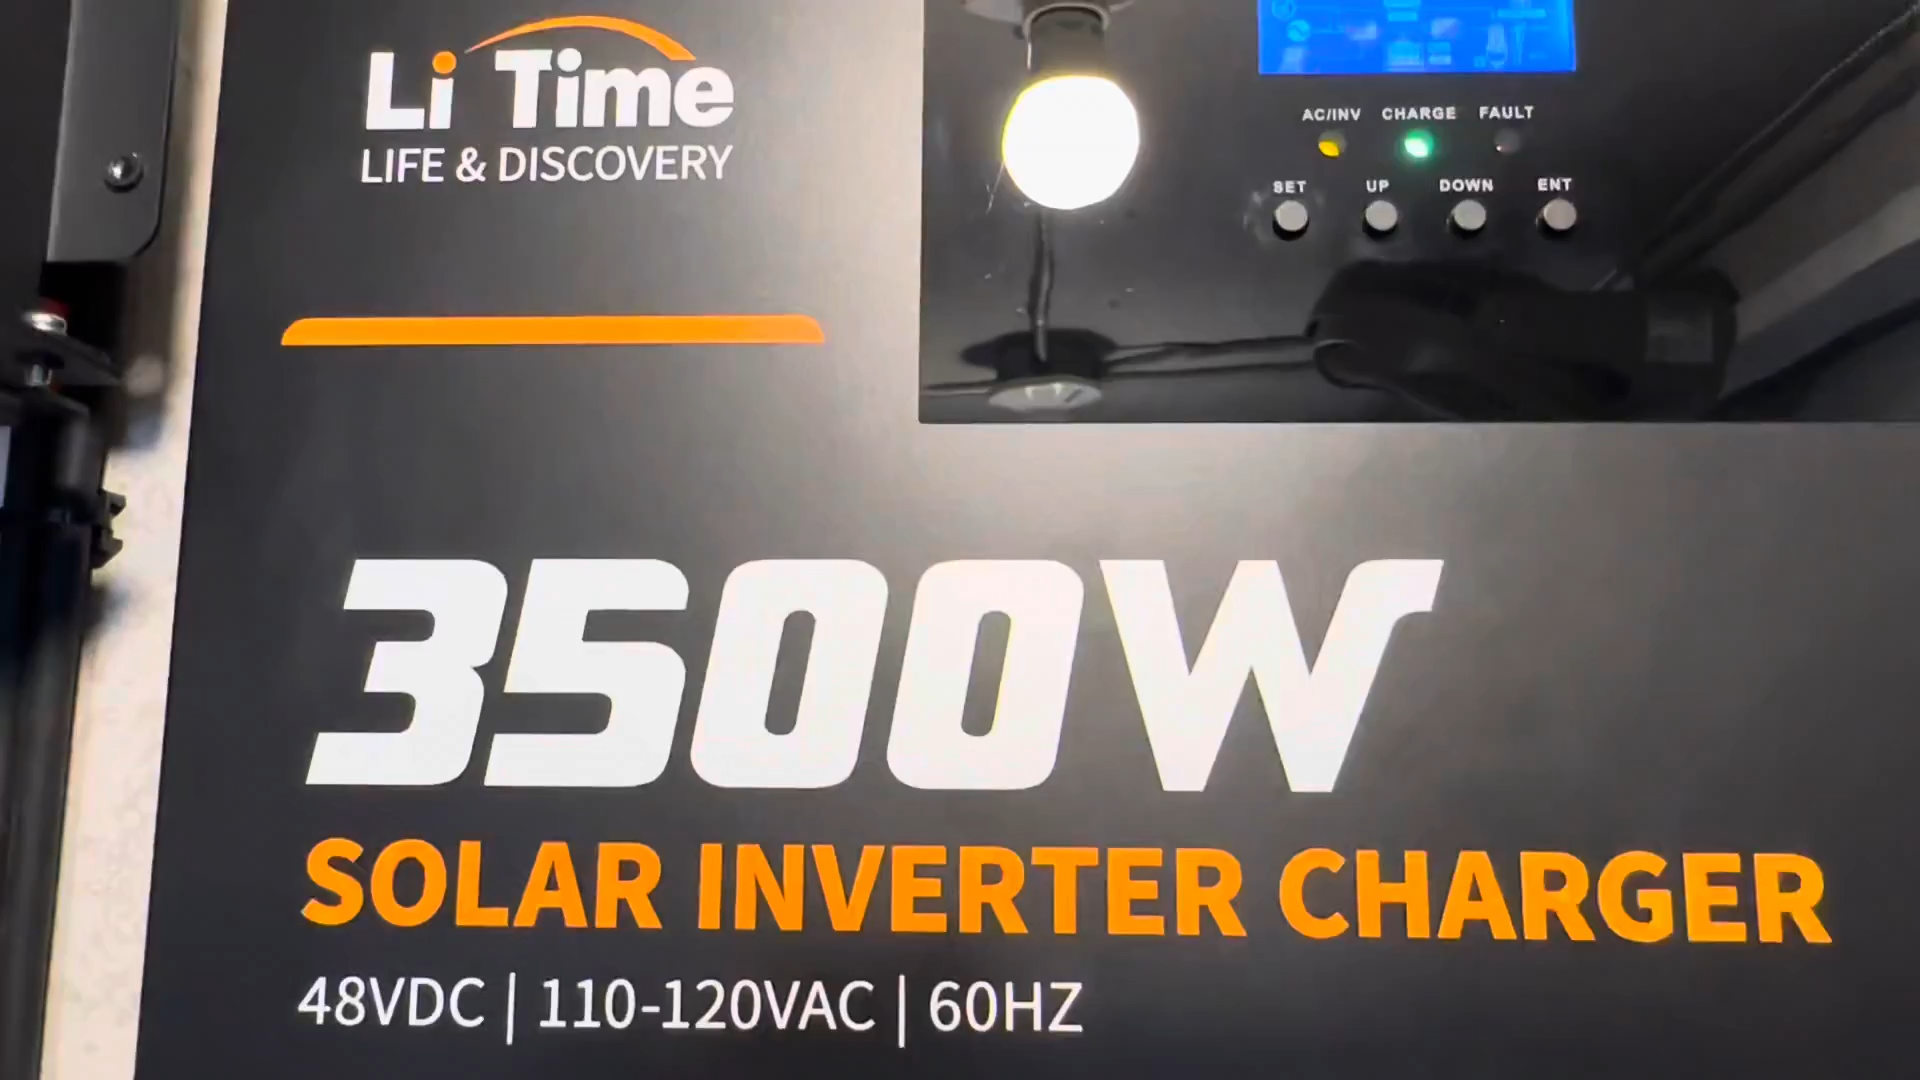 Li Time
LIFE & DISCOVERY
AC/INV CHARGE FAULT
SET UP DOWN ENT
3500W
SOLAR INVERTER CHARGER
48VDC | 110-120VAC | 60HZ